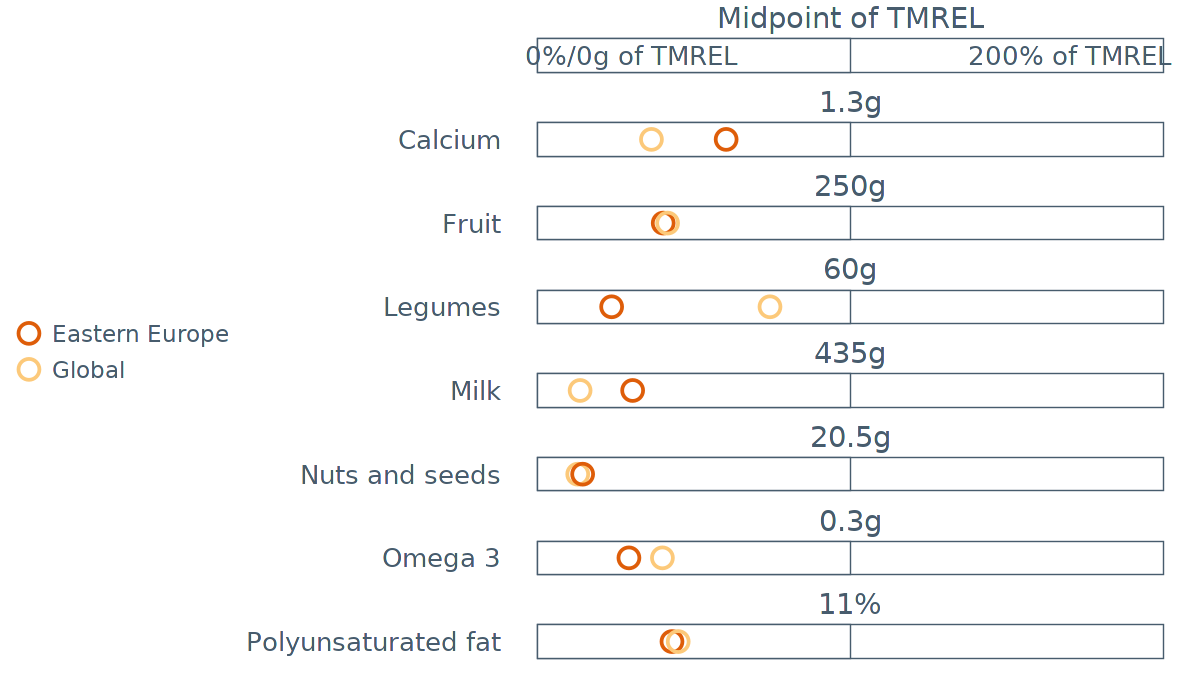 Midpoint of TMREL
0%/0g of TMREL 200% of TMREL
1.3g
Calcium
250g
Fruit
60g
Legumes
Eastern Europe
435g
Global
Milk
20.5g
Nuts and seeds
0.3g
Omega 3
11%
Polyunsaturated fat